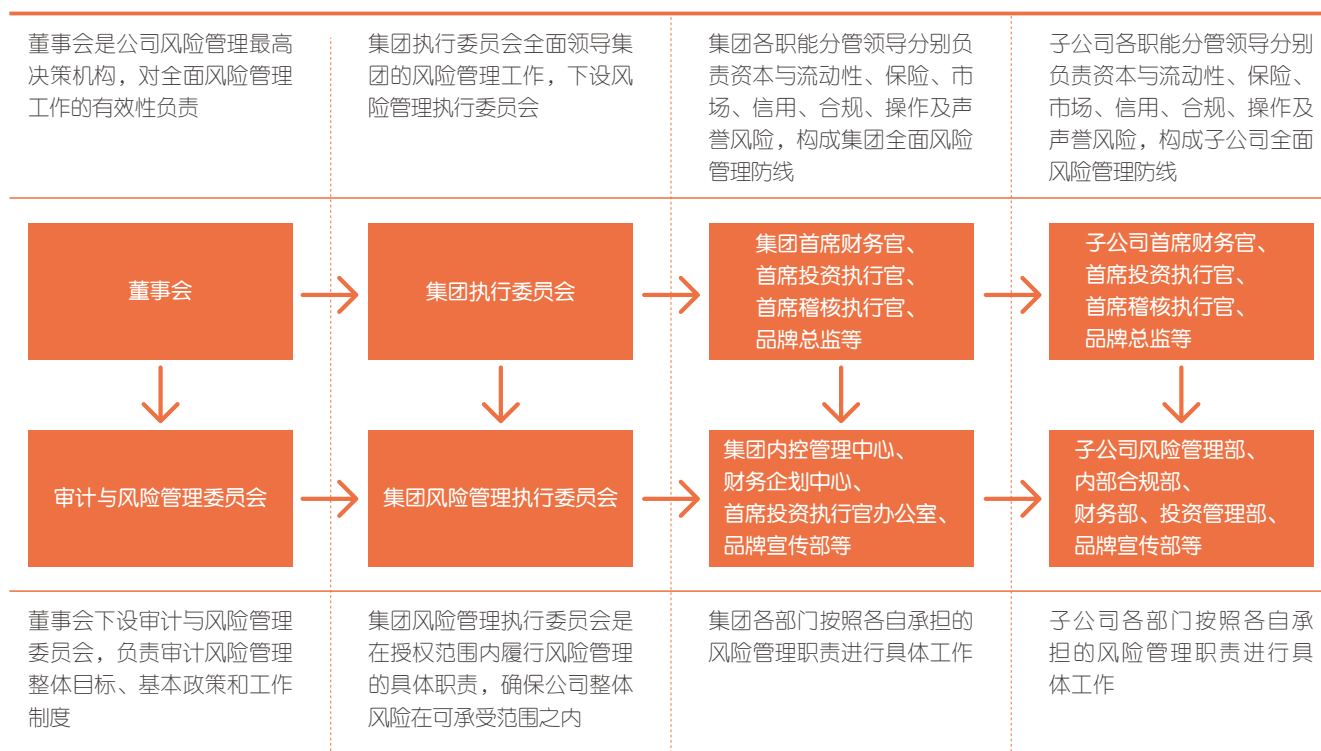 董事会是公司风险管理最高
决策机构，对全面风险管理
工作的有效性负责
集团执行委员会全面领导集
团的风险管理工作，下设风
险管理执行委员会
集团各职能分管领导分别负
责资本与流动性、保险、市
场、信用、合规、操作及声
誉风险，构成集团全面风险
管理防线
子公司各职能分管领导分别
负责资本与流动性、保险、
市场、信用、合规、操作及
声誉风险，构成子公司全面
风险管理防线
董事会
集团执行委员会
集团首席财务官、
首席投资执行官、
首席稽核执行官、
品牌总监等
子公司首席财务官、
首席投资执行官、
首席稽核执行官、
品牌总监等
审计与风险管理委员会
集团风险管理执行委员会
集团内控管理中心、
财务企划中心、
首席投资执行官办公室、
品牌宣传部等
子公司风险管理部、
内部合规部、
财务部、投资管理部、
品牌宣传部等
董事会下设审计与风险管理
委员会，负责审计风险管理
整体目标、基本政策和工作
制度
集团风险管理执行委员会是
在授权范围内履行风险管理
的具体职责，确保公司整体
风险在可承受范围之内
集团各部门按照各自承担的
风险管理职责进行具体工作
子公司各部门按照各自承
担的风险管理职责进行具
体工作